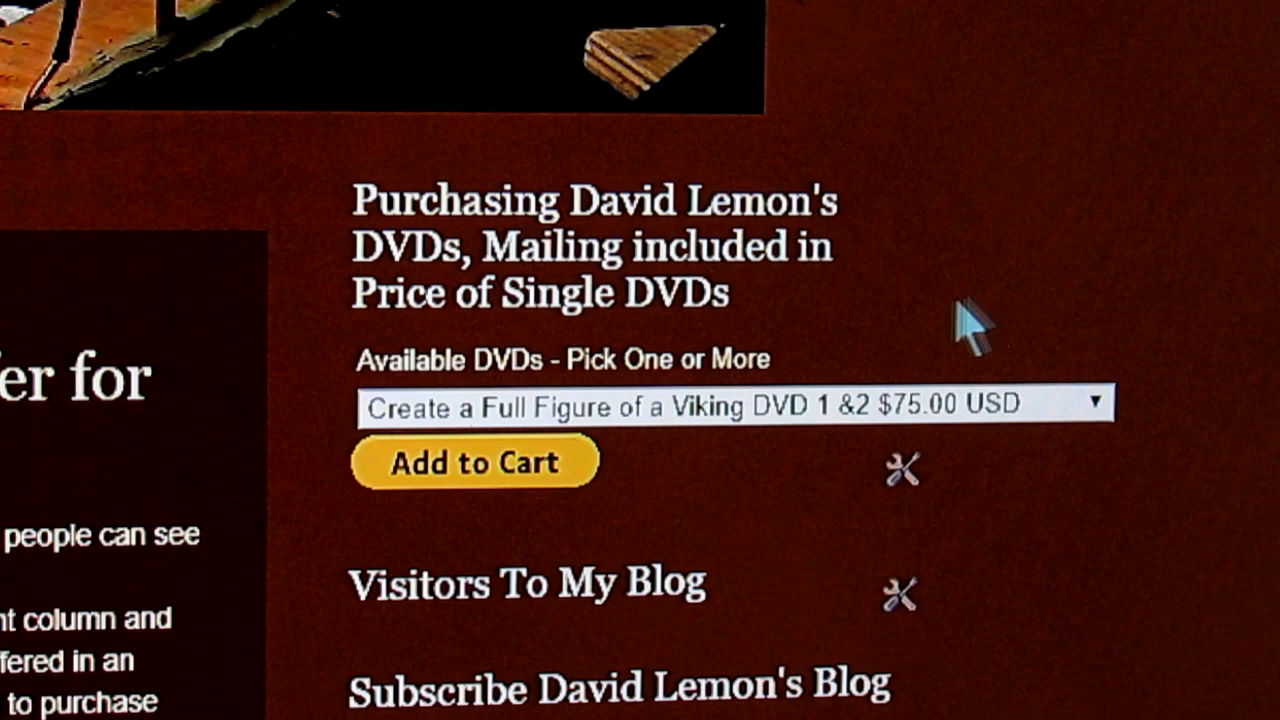 Purchasing David Lemon's
DVDs, Mailing included in
Price of Single DVDs
Available DVDs - Pick One or More
Create a Full Figure of a Viking DVD 1 &2 $75.00 USD
Add to Cart
Visitors To My Blog
Subscribe David Lemon's Blog
er for
people can see
nt column and
fered in an
to purchase